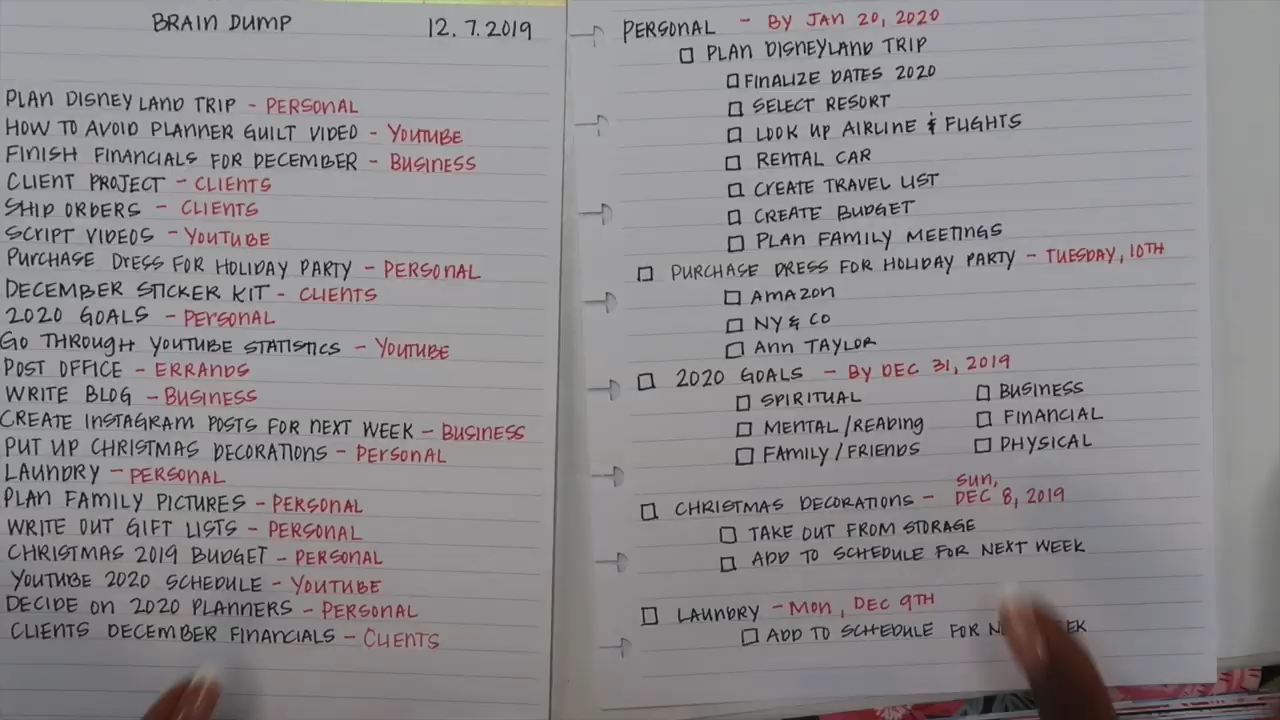 BRAIN DUMP 12.7.2019
PLAN DISNEYLAND TRIP - PERSONAL
HOW TO AVOID PLANNER GUILT VIDEO - YOUTUBE
FINISH FINANCIALS FOR DECEMBER - BUSINESS
CLIENT PROJECT - CLIENTS
SHIP ORDERS - CLIENTS
SCRIPT VIDEOS - YOUTUBE
PURCHASE DRESS FOR HOLIDAY PARTY - PERSONAL
DECEMBER STICKER KIT - CLIENTS
2020 GOALS - PERSONAL
GO THROUGH YOUTUBE STATISTICS - YOUTUBE
POST OFFICE - ERRANDS
WRITE BLOG - BUSINESS
CREATE INSTAGRAM POSTS FOR NEXT WEEK - BUSINESS
PUT UP CHRISTMAS DECORATIONS - PERSONAL
LAUNDRY - PERSONAL
PLAN FAMILY PICTURES - PERSONAL
WRITE OUT GIFT LISTS - PERSONAL
CHRISTMAS 2019 BUDGET - PERSONAL
YOUTUBE 2020 SCHEDULE - YOUTUBE
DECIDE ON 2020 PLANNERS - PERSONAL
CLIENTS DECEMBER FINANCIALS - CLIENTS
PERSONAL - BY JAN 20, 2020
PLAN DISNEYLAND TRIP
FINALIZE DATES 2020
SELECT RESORT
LOOK UP AIRLINE & FLIGHTS
RENTAL CAR
CREATE TRAVEL LIST
CREATE BUDGET
PLAN FAMILY MEETINGS
PURCHASE DRESS FOR HOLIDAY PARTY - TUESDAY, 10TH
AMAZON
NY & CO
ANN TAYLOR
2020 GOALS - BY DEC 31, 2019
SPIRITUAL BUSINESS
MENTAL/READING FINANCIAL
FAMILY/FRIENDS PHYSICAL
SUN,
CHRISTMAS DECORATIONS - DEC 8, 2019
TAKE OUT FROM STORAGE
ADD TO SCHEDULE FOR NEXT WEEK
LAUNDRY - MON, DEC 9TH
ADD TO SCHEDULE FOR